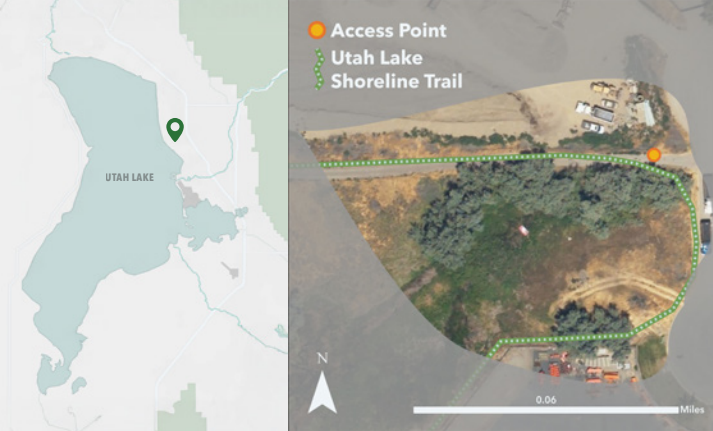 UTAH LAKE
Access Point
Utah Lake
Shoreline Trail
N
0.06
Miles